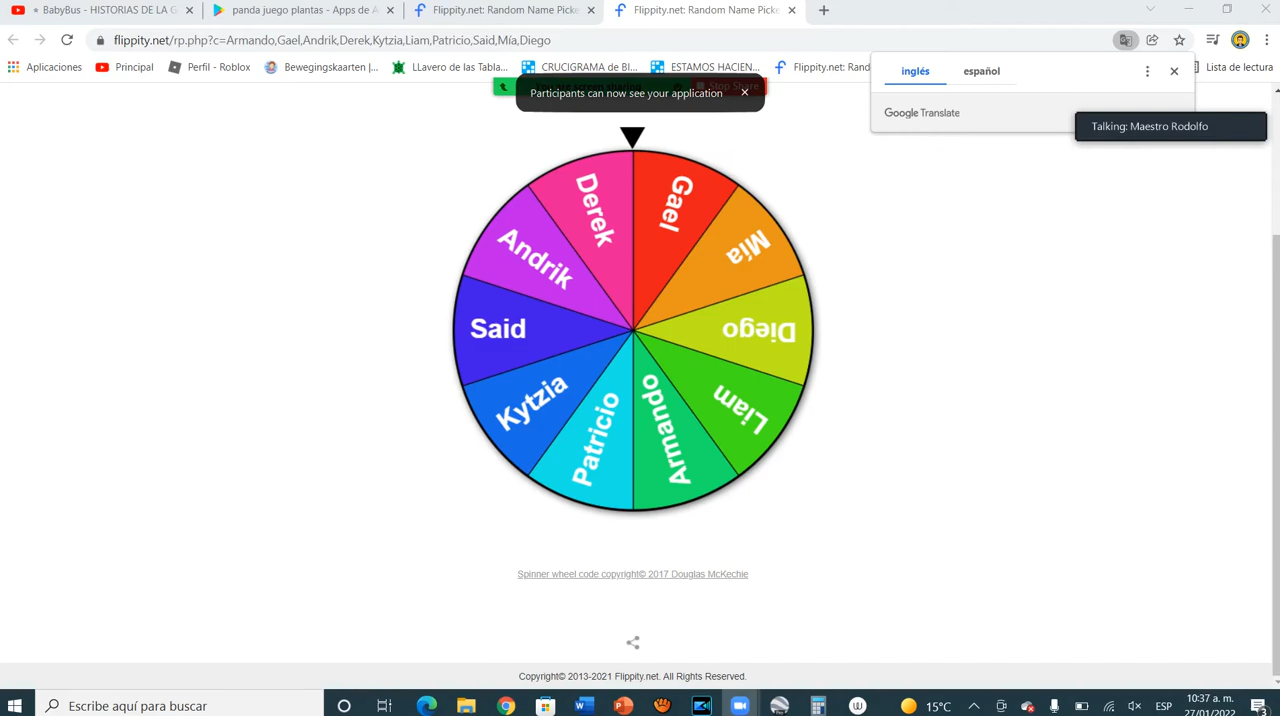 BabyBus - HISTORIAS DE LA G
panda juego plantas - Apps de A
Flippity.net: Random Name Picke
Flippity.net: Random Name Picke
flippity.net/rp.php?c=Armando,Gael,Andrik,Derek,Kytzia,Liam,Patricio,Said,Mía,Diego
Aplicaciones
Principal
Perfil - Roblox
Bewegingskaarten |...
LLavero de las Tabla...
CRUCIGRAMA de BI...
ESTAMOS HACIEN...
Flippity.net: Rand
Lista de lectura
inglés español
Google Translate
Participants can now see your application
Stop Share
Talking: Maestro Rodolfo
Derek
Gael
Andrik
Mía
Said
Diego
Kytzia
Liam
Patricio
Armando
Spinner wheel code copyright© 2017 Douglas McKechie
Copyright© 2013-2021 Flippity.net. All Rights Reserved.
Escribe aquí para buscar
15°C
ESP
10:37 a. m.
27/01/2022
3